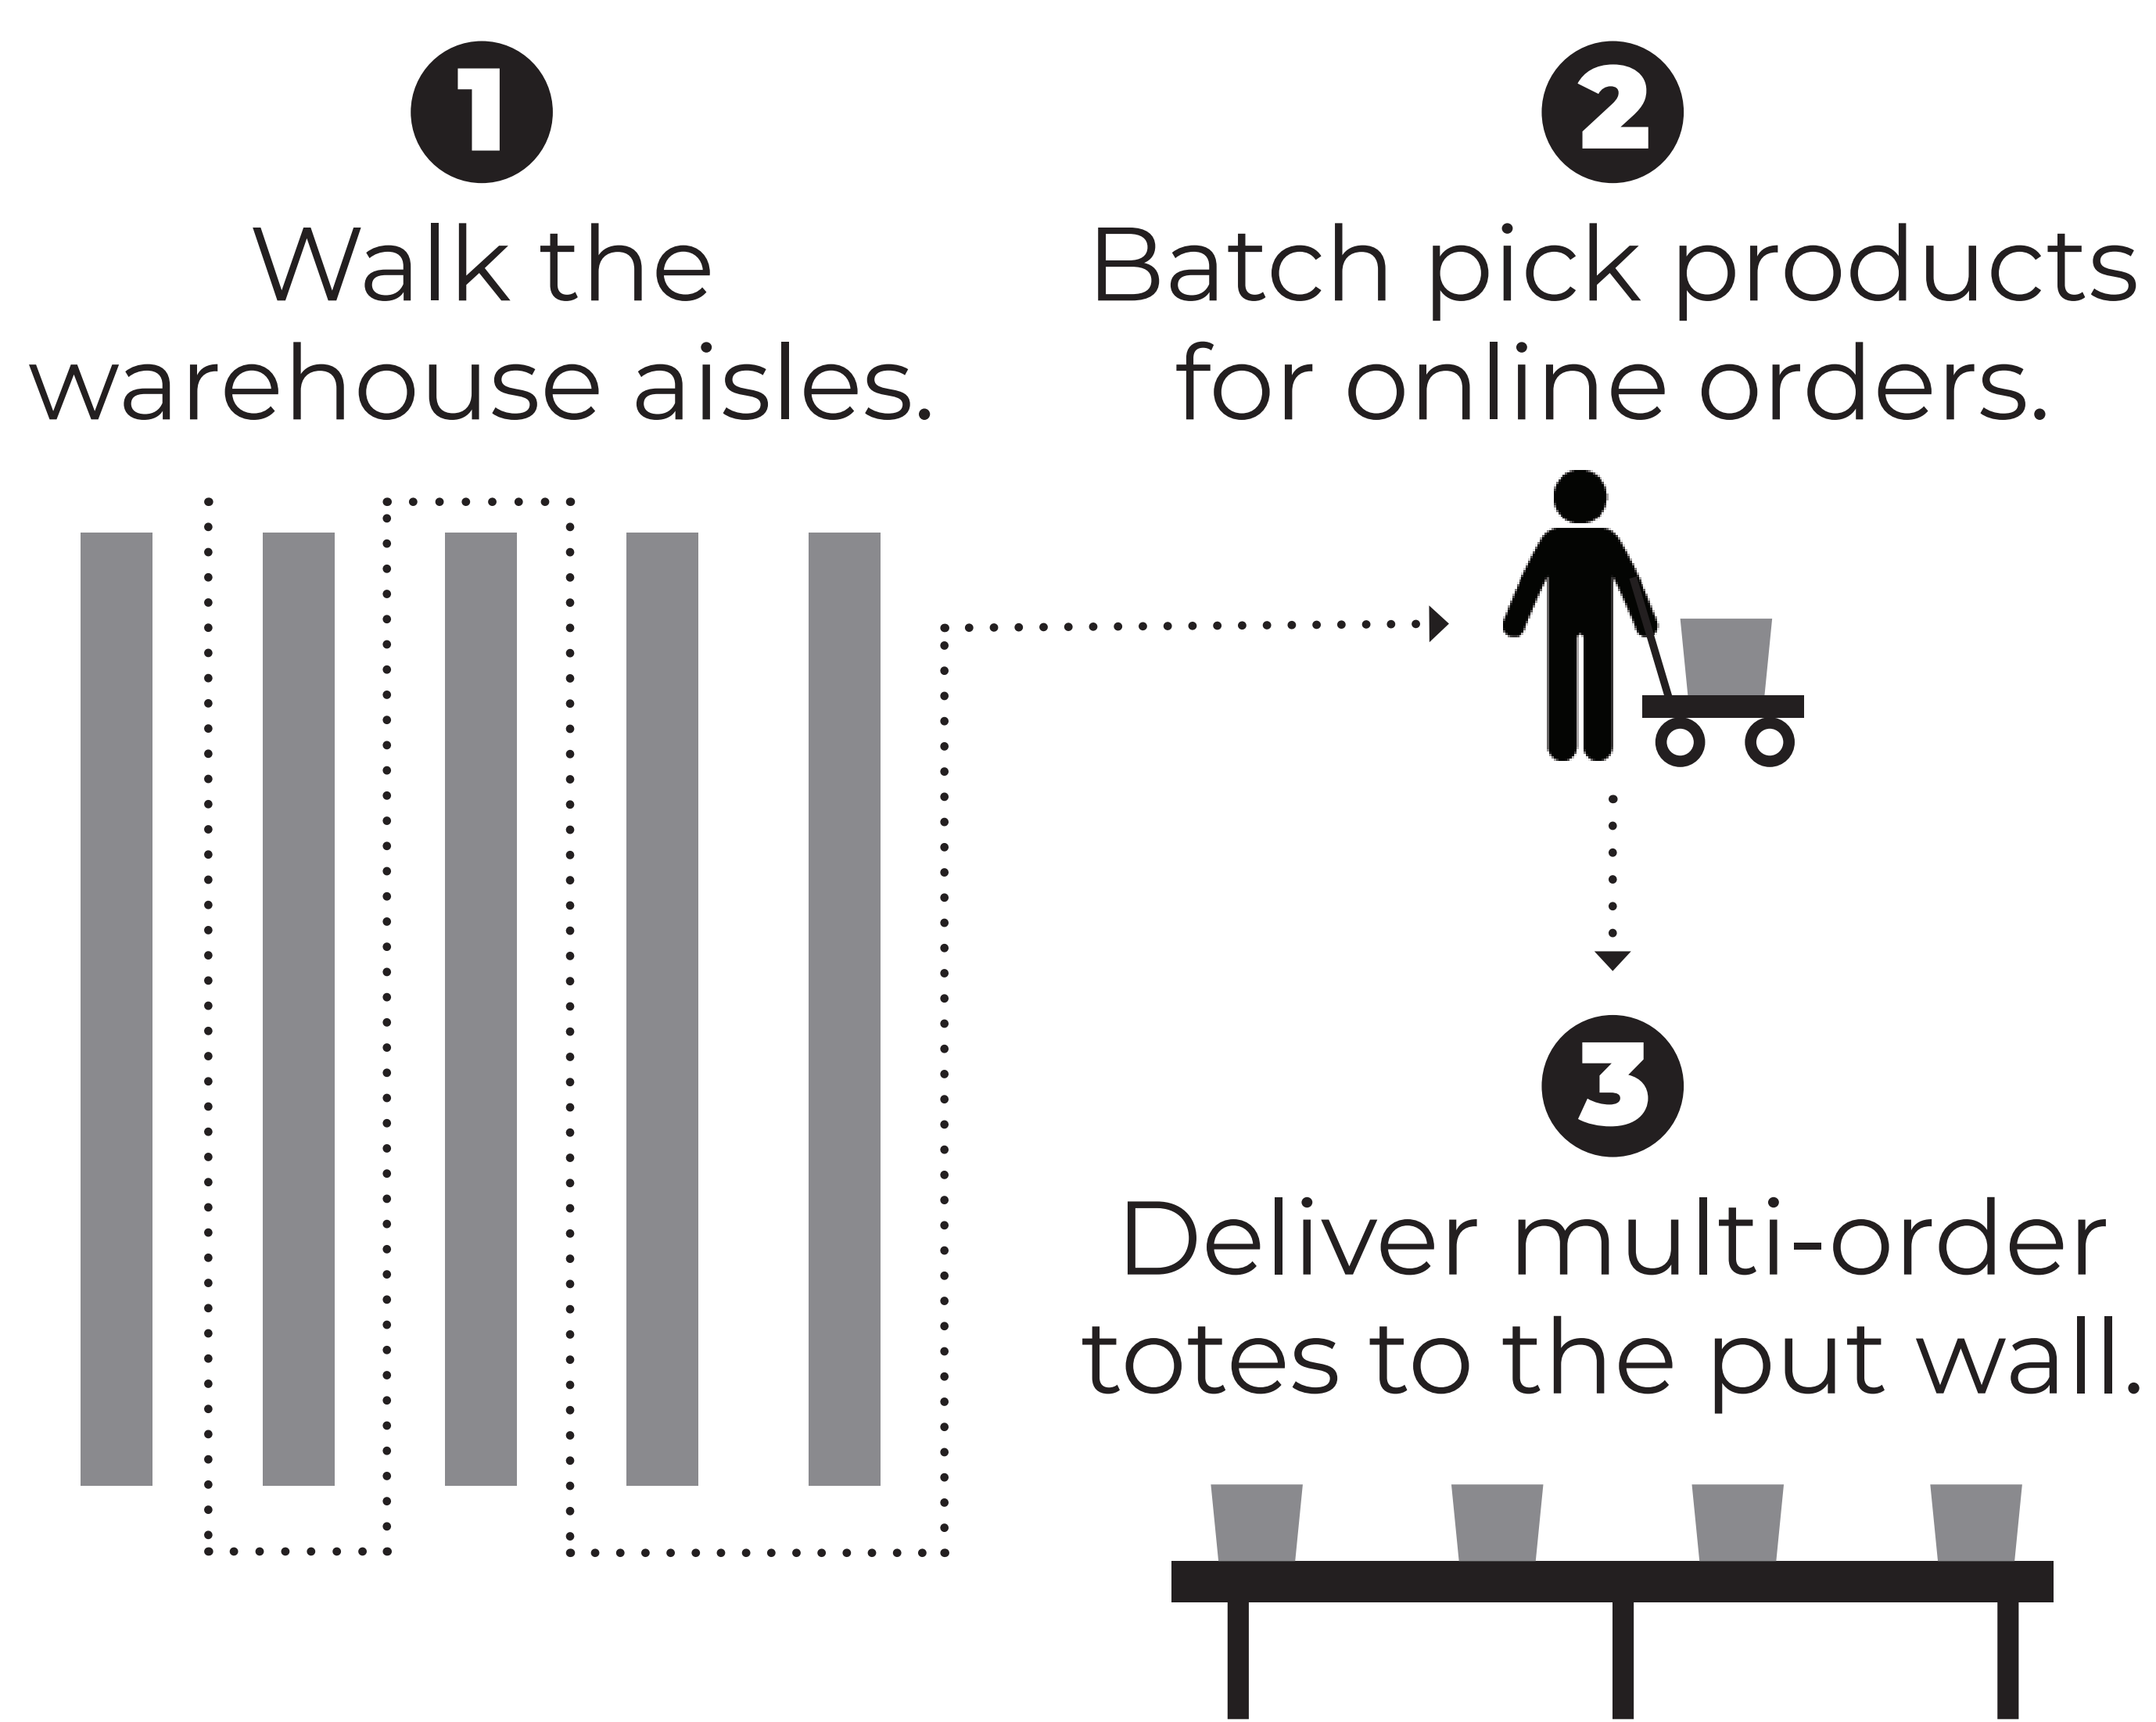 1
Walk the
warehouse aisles.
2
Batch pick products
for online orders.
3
Deliver multi-order
totes to the put wall.